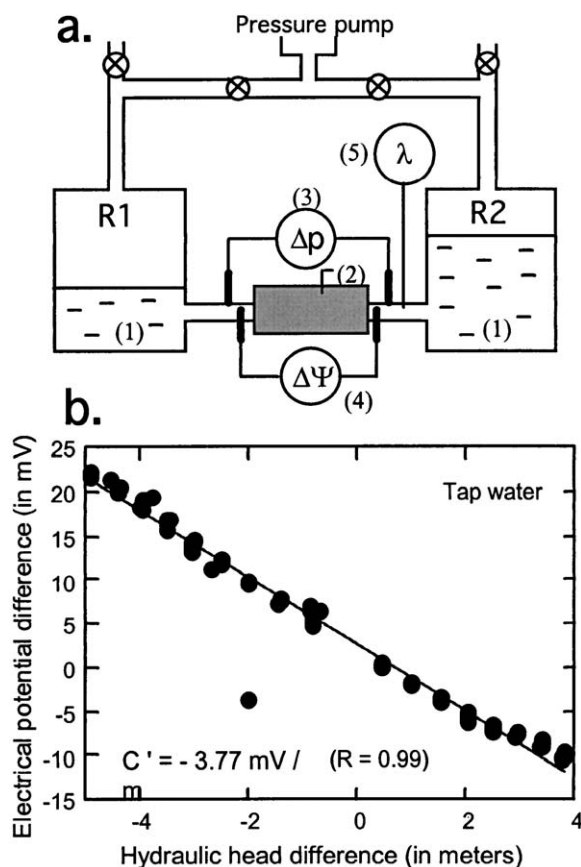 a.
Pressure pump
(5)
λ
R1
R2
(3)
Δp
(2)
(1)
(1)
ΔΨ
(4)
b.
Electrical potential difference (in mV)
25
20
15
10
5
0
-5
-10
-15
Tap water
C ' = - 3.77 mV / (R = 0.99)
m
-4
-2
0
2
4
Hydraulic head difference (in meters)